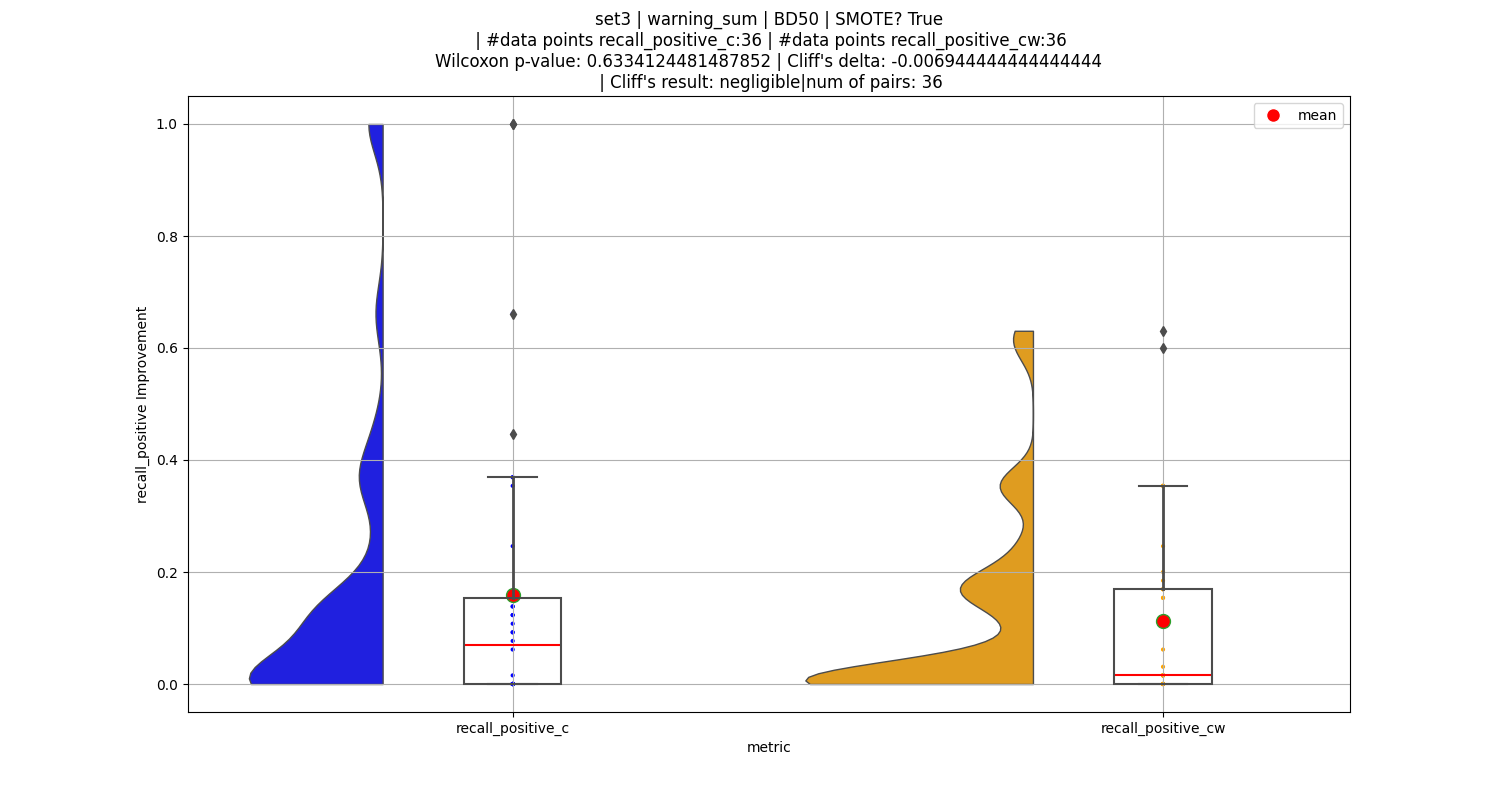 set3 | warning_sum | BD50 | SMOTE? True
| #data points recall_positive_c:36 | #data points recall_positive_cw:36
Wilcoxon p-value: 0.6334124481487852 | Cliff's delta: -0.006944444444444444
| Cliff's result: negligible|num of pairs: 36
mean
1.0
0.8
0.6
0.4
0.2
0.0
recall_positive Improvement
recall_positive_c
recall_positive_cw
metric